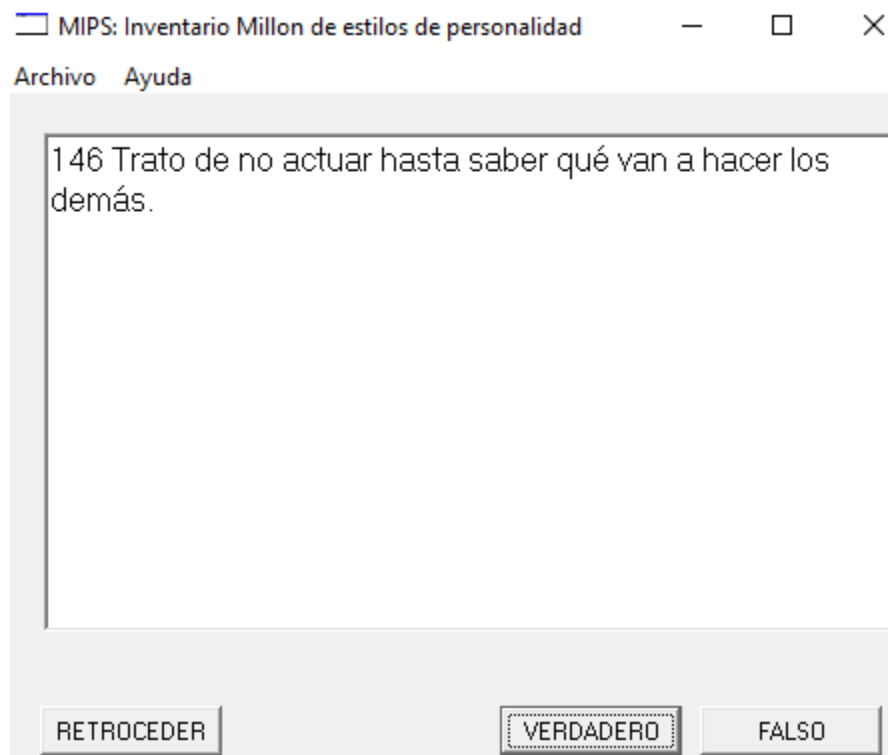 MIPS: Inventario Millon de estilos de personalidad
Archivo Ayuda
146 Trato de no actuar hasta saber qué van a hacer los
demás.
RETROCEDER VERDADERO FALSO